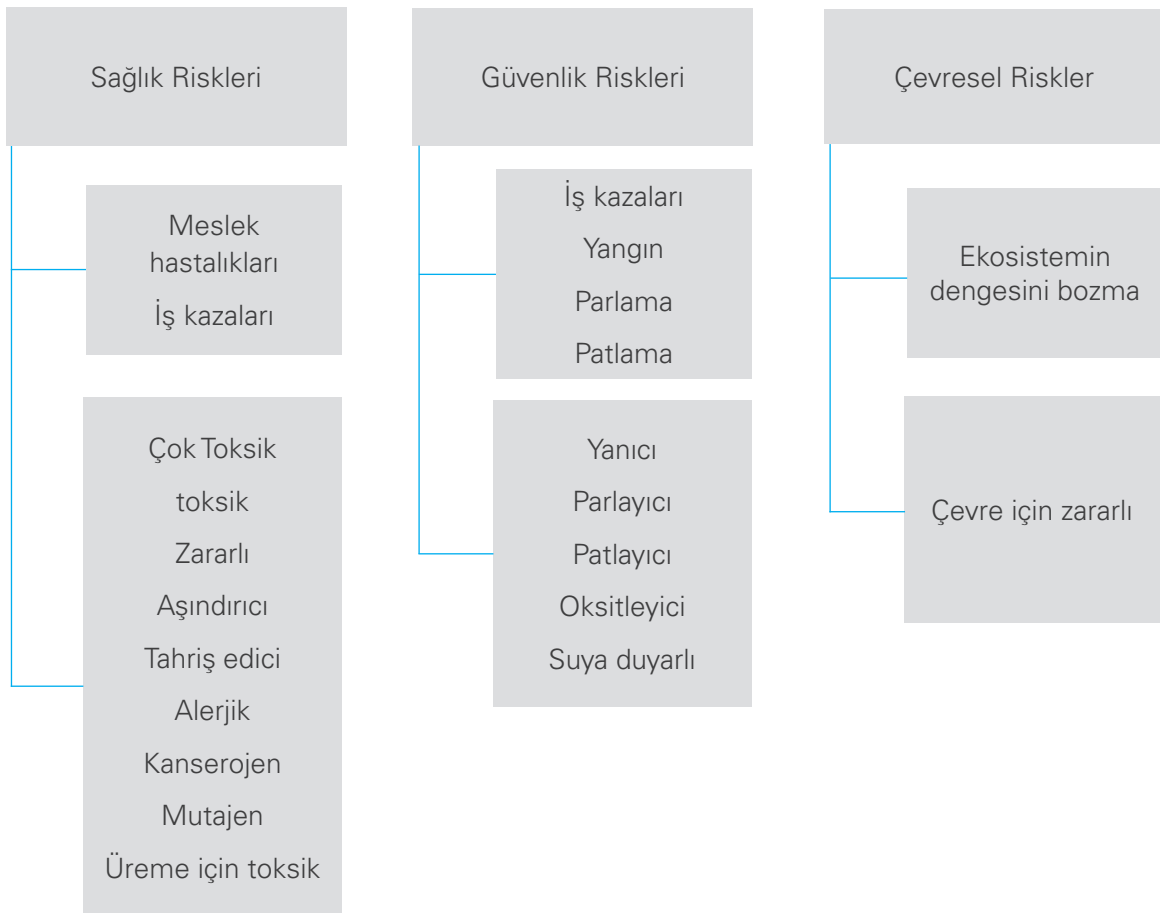 Sağlık Riskleri
Meslek
hastalıkları
İş kazaları
Çok Toksik
toksik
Zararlı
Aşındırıcı
Tahriş edici
Alerjik
Kanserojen
Mutajen
Üreme için toksik
Güvenlik Riskleri
İş kazaları
Yangın
Parlama
Patlama
Yanıcı
Parlayıcı
Patlayıcı
Oksitleyici
Suya duyarlı
Çevresel Riskler
Ekosistemin
dengesini bozma
Çevre için zararlı